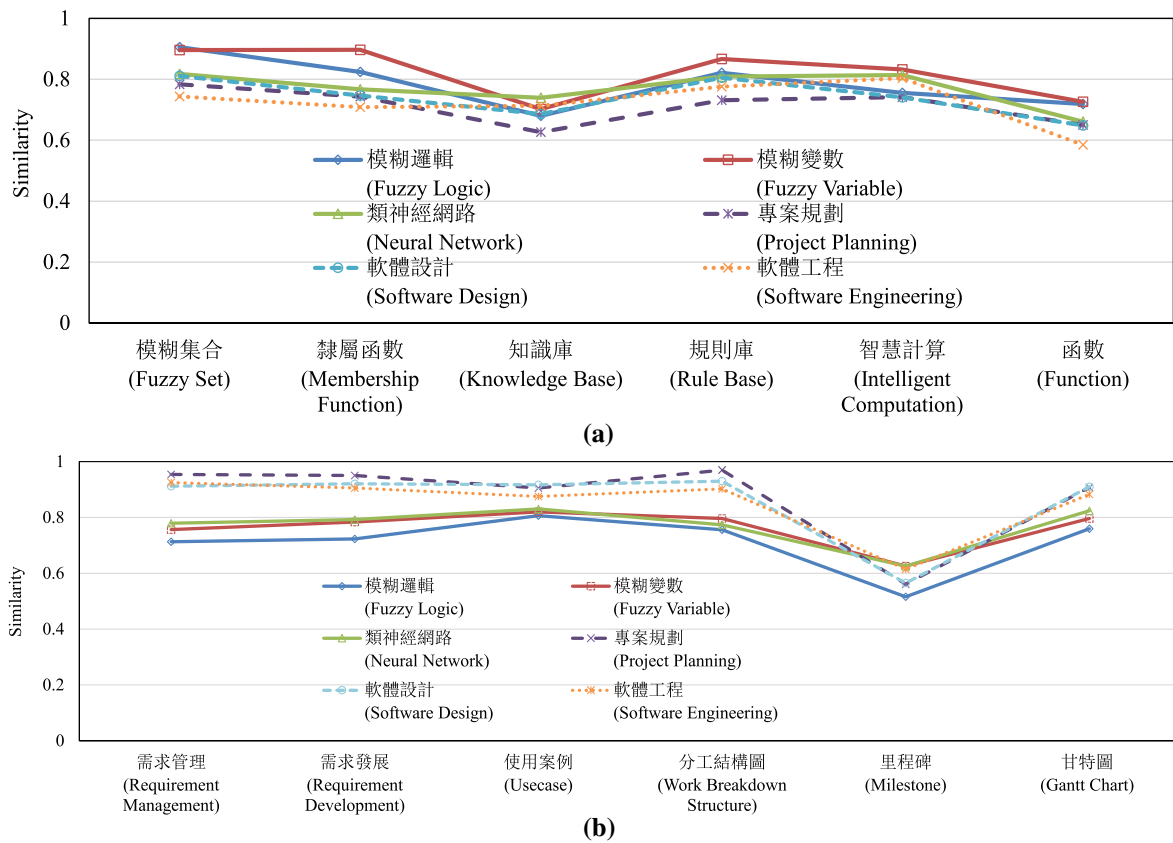 1
0.8
0.6
0.4
0.2
0
Similarity
模糊邏輯
(Fuzzy Logic)
模糊變數
(Fuzzy Variable)
類神經網路
(Neural Network)
專案規劃
(Project Planning)
軟體設計
(Software Design)
軟體工程
(Software Engineering)
模糊集合
(Fuzzy Set)
隸屬函數
(Membership
Function)
知識庫
(Knowledge Base)
規則庫
(Rule Base)
智慧計算
(Intelligent
Computation)
函數
(Function)
(a)
1
0.8
0.6
0.4
0.2
0
Similarity
模糊邏輯
(Fuzzy Logic)
模糊變數
(Fuzzy Variable)
類神經網路
(Neural Network)
專案規劃
(Project Planning)
軟體設計
(Software Design)
軟體工程
(Software Engineering)
需求管理
(Requirement
Management)
需求發展
(Requirement
Development)
使用案例
(Usecase)
分工結構圖
(Work Breakdown
Structure)
里程碑
(Milestone)
甘特圖
(Gantt Chart)
(b)